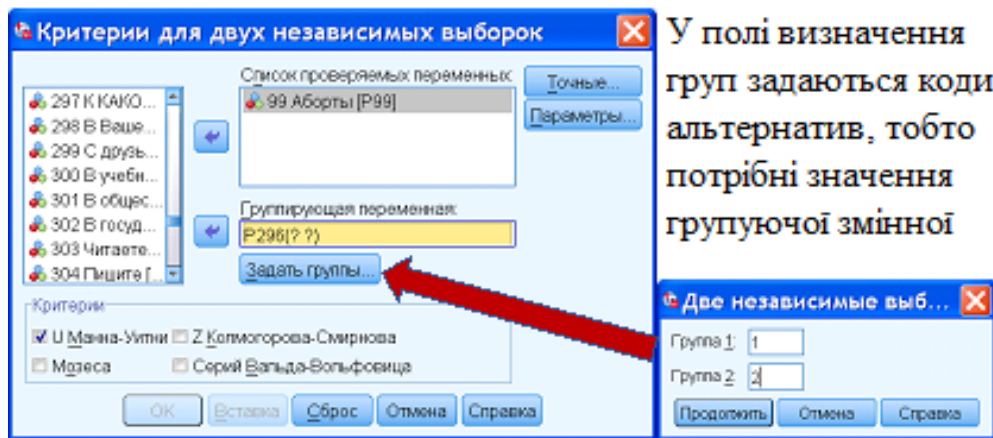 Критерии для двух независимых выборок
Список проверяемых переменных:
297 К КАКО...
298 В Ваше...
299 С друзь...
300 В учебн...
301 В общес...
302 В госуд...
303 Читаете...
304 Пишите [...
99 Аборты [P99]
Точные...
Параметры...
Группирующая переменная:
P296(? ?)
Задать группы...
Критерии
U Манна-Уитни
Z Колмогорова-Смирнова
Мозеса
Серий Вальда-Вольфовица
OK
Вставка
Сброс
Отмена
Справка
У полі визначення
груп задаються коди
альтернатив, тобто
потрібні значення
групуючої змінної
Две независимые выб...
Группа 1: 1
Группа 2: 2
Продолжить
Отмена
Справка